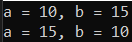 a = 10, b = 15
a = 15, b = 10